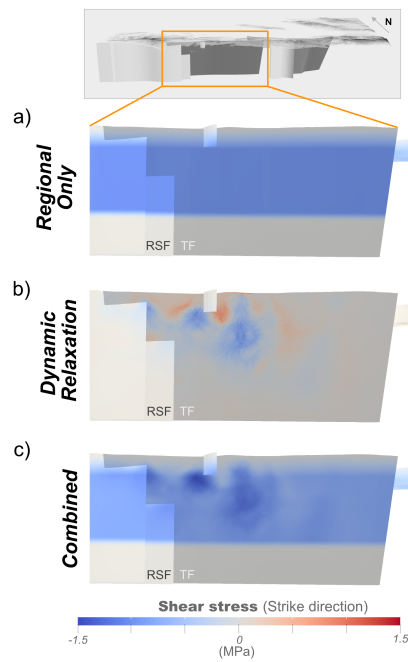 N
a)
Regional
Only
RSF TF
b)
Dynamic
Relaxation
RSF TF
c)
Combined
RSF TF
Shear stress (Strike direction)
-1.5 0 1.5
(MPa)